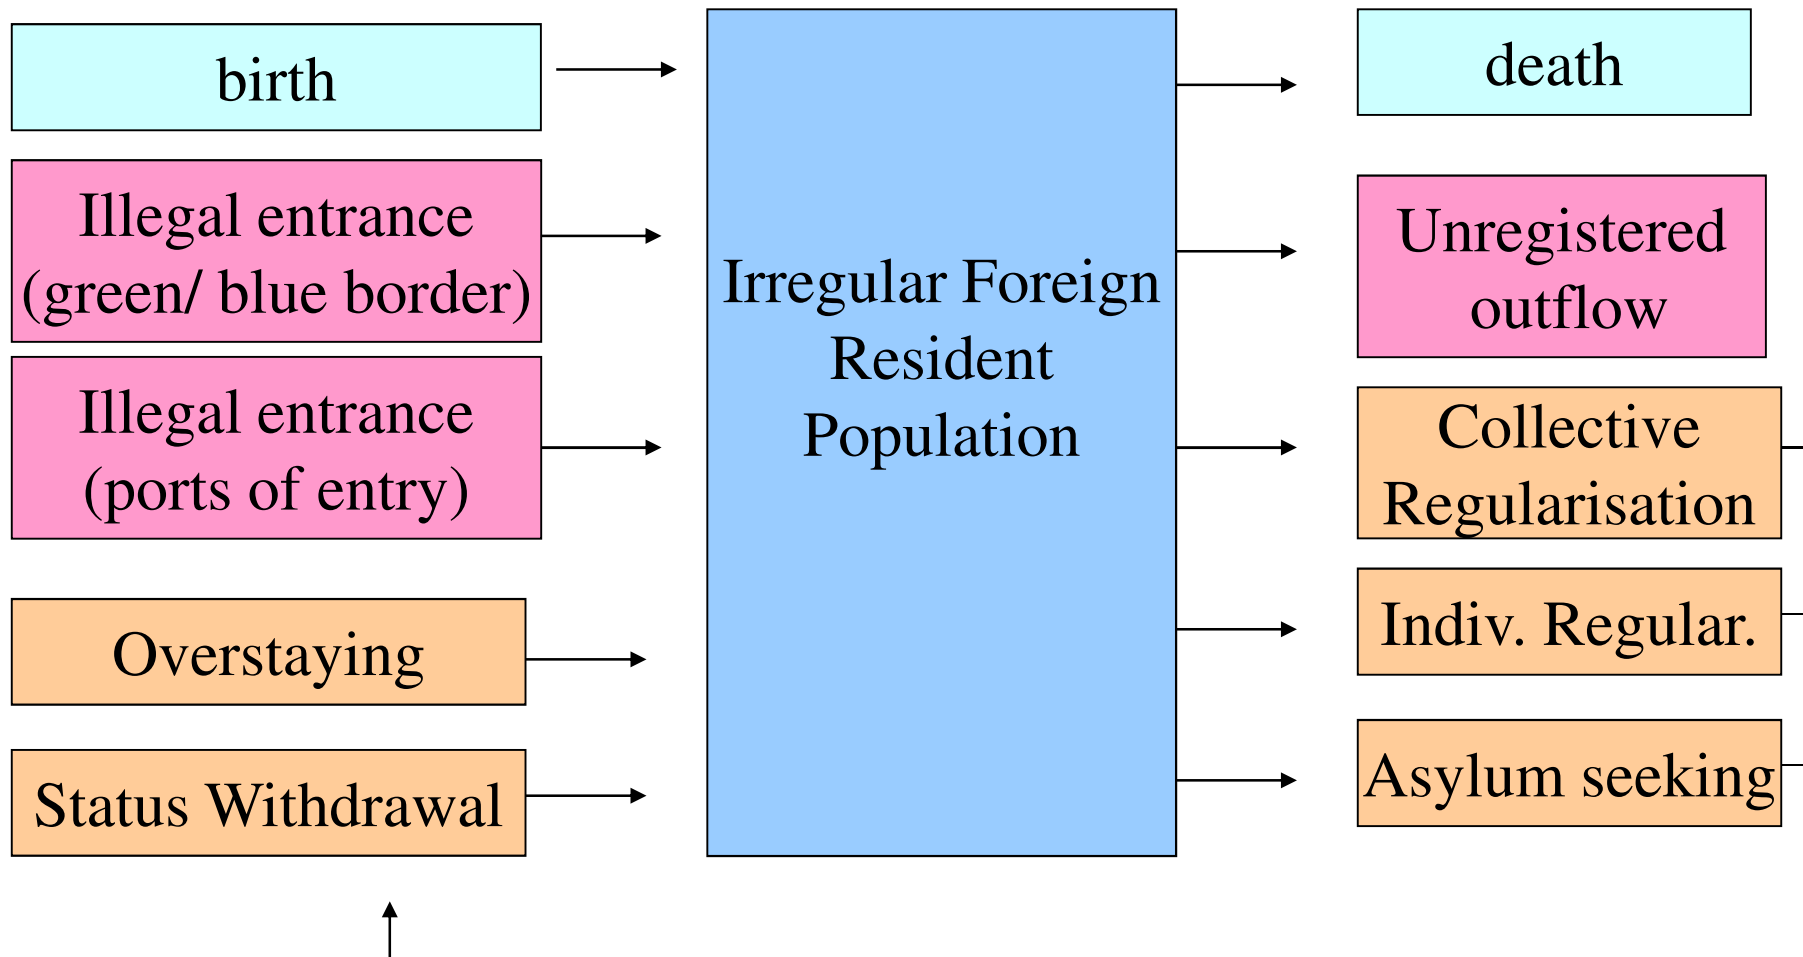 birth
Illegal entrance
(green/ blue border)
Illegal entrance
(ports of entry)
Overstaying
Status Withdrawal
Irregular Foreign
Resident
Population
death
Unregistered
outflow
Collective
Regularisation
Indiv. Regular.
Asylum seeking